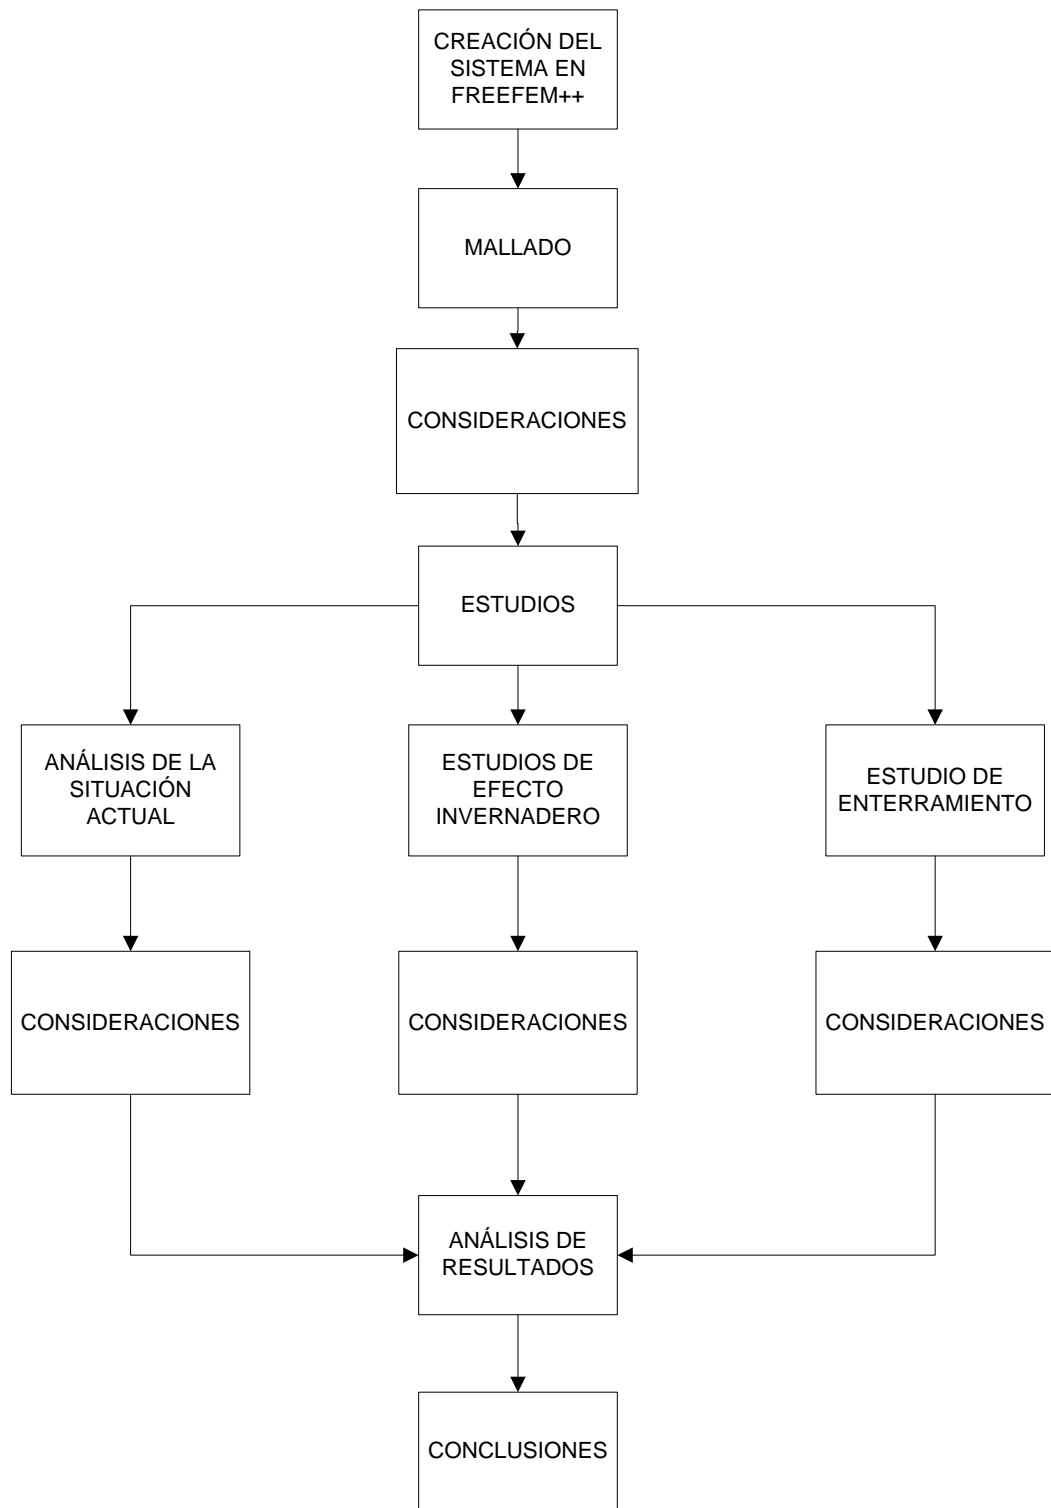 CREACIÓN DEL
SISTEMA EN
FREEFEM++
MALLADO
CONSIDERACIONES
ESTUDIOS
ANÁLISIS DE LA
SITUACIÓN
ACTUAL
ESTUDIOS DE
EFECTO
INVERNADERO
ESTUDIO DE
ENTERRAMIENTO
CONSIDERACIONES
CONSIDERACIONES
CONSIDERACIONES
ANÁLISIS DE
RESULTADOS
CONCLUSIONES